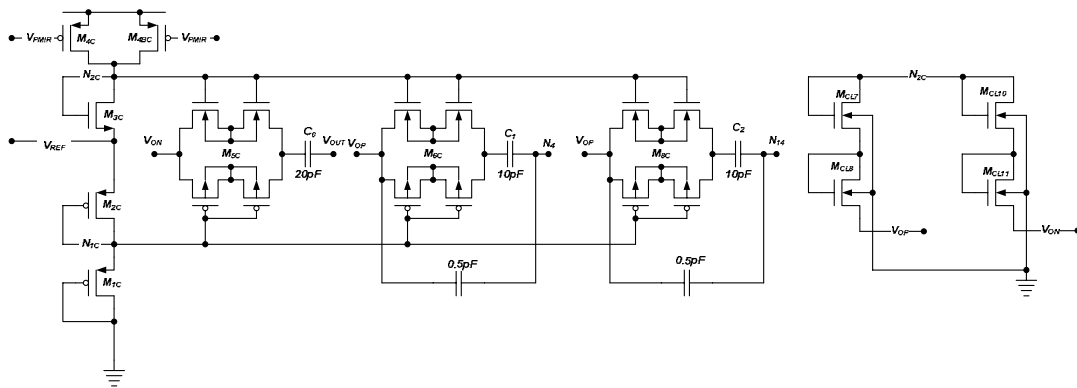 VPMIR
M4C
M4BC
VPMIR
N2C
M3C
VREF
M2C
N1C
M1C
VON
M5C
C0
20pF
VOUT
VOP
M6C
C1
10pF
N4
0.5pF
VOP
M8C
C2
10pF
N14
0.5pF
N2C
MCL7
MCL8
VOP
MCL10
MCL11
VON